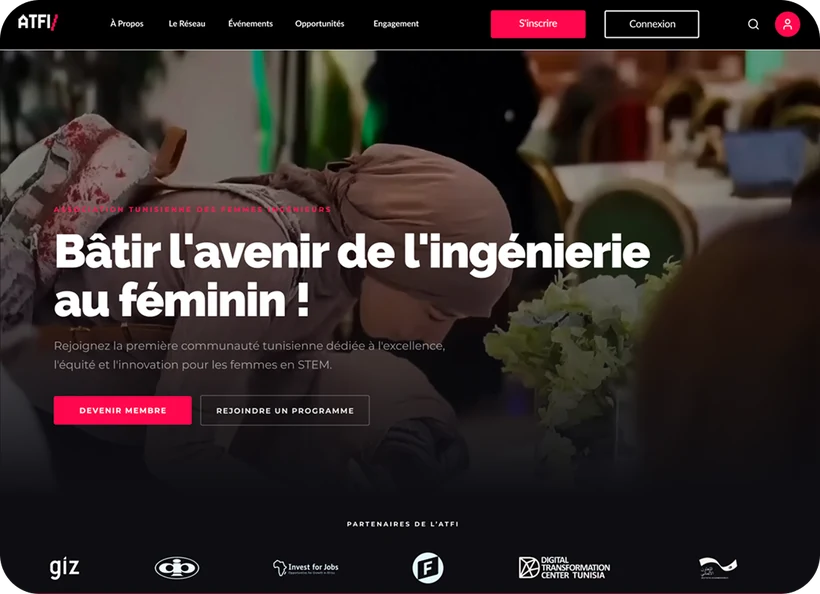 ATFI/
À Propos
Le Réseau
Événements
Opportunités
Engagement
S'inscrire
Connexion
ASSOCIATION TUNISIENNE DES FEMMES INGÉNIEURS
Bâtir l'avenir de l'ingénierie
au féminin !
Rejoignez la première communauté tunisienne dédiée à l'excellence,
l'équité et l'innovation pour les femmes en STEM.
DEVENIR MEMBRE
REJOINDRE UN PROGRAMME
PARTENAIRES DE L'ATFI
giz
Invest for Jobs
F
DIGITAL
TRANSFORMATION
CENTER TUNISIA